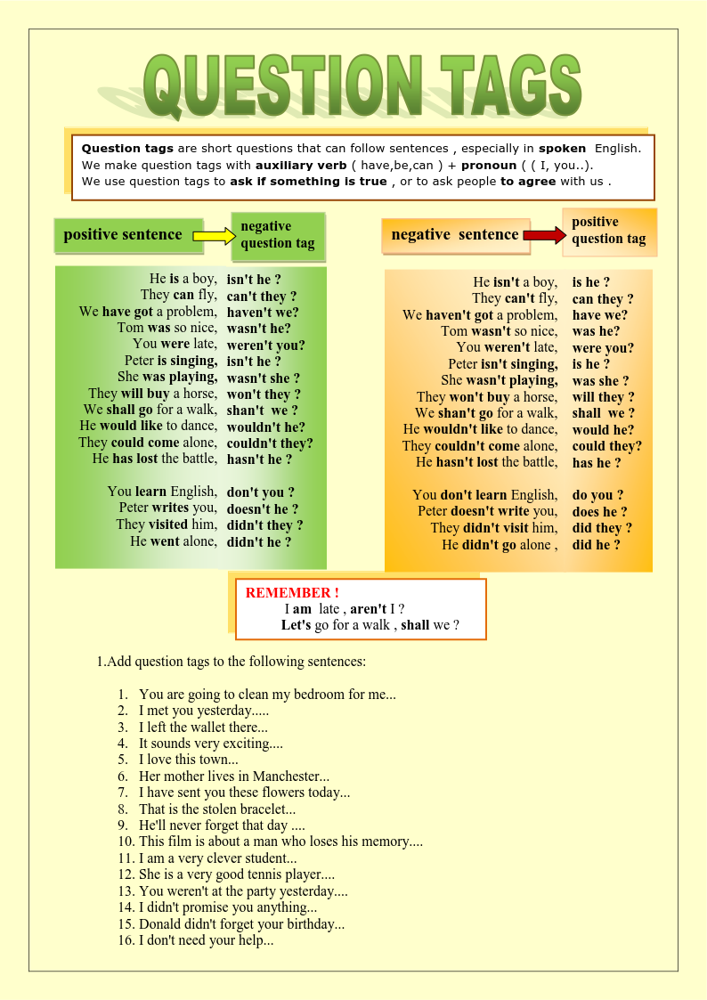 QUESTION TAGS
Question tags are short questions that can follow sentences , especially in spoken English.
We make question tags with auxiliary verb ( have,be,can ) + pronoun ( ( I, you..).
We use question tags to ask if something is true , or to ask people to agree with us .
positive sentence
negative
question tag
He is a boy, isn't he ?
They can fly, can't they ?
We have got a problem, haven't we?
Tom was so nice, wasn't he?
You were late, weren't you?
Peter is singing, isn't he ?
She was playing, wasn't she ?
They will buy a horse, won't they ?
We shall go for a walk, shan't we ?
He would like to dance, wouldn't he?
They could come alone, couldn't they?
He has lost the battle, hasn't he ?
You learn English, don't you ?
Peter writes you, doesn't he ?
They visited him, didn't they ?
He went alone, didn't he ?
negative sentence
positive
question tag
He isn't a boy, is he ?
They can't fly, can they ?
We haven't got a problem, have we?
Tom wasn't so nice, was he?
You weren't late, were you?
Peter isn't singing, is he ?
She wasn't playing, was she ?
They won't buy a horse, will they ?
We shan't go for a walk, shall we ?
He wouldn't like to dance, would he?
They couldn't come alone, could they?
He hasn't lost the battle, has he ?
You don't learn English, do you ?
Peter doesn't write you, does he ?
They didn't visit him, did they ?
He didn't go alone , did he ?
REMEMBER !
I am late , aren't I ?
Let's go for a walk , shall we ?
1.Add question tags to the following sentences:
1. You are going to clean my bedroom for me...
2. I met you yesterday.....
3. I left the wallet there...
4. It sounds very exciting....
5. I love this town...
6. Her mother lives in Manchester...
7. I have sent you these flowers today...
8. That is the stolen bracelet...
9. He'll never forget that day ....
10. This film is about a man who loses his memory....
11. I am a very clever student...
12. She is a very good tennis player....
13. You weren't at the party yesterday....
14. I didn't promise you anything...
15. Donald didn't forget your birthday...
16. I don't need your help...